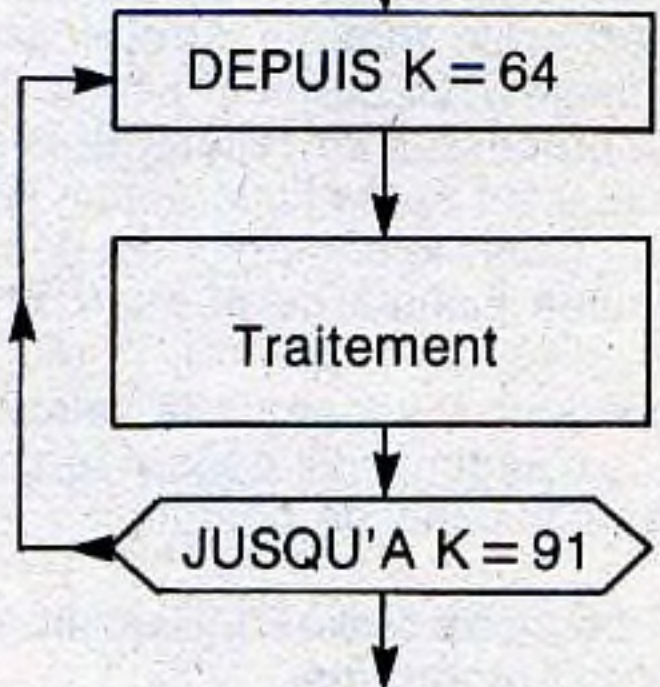 DEPUIS K = 64
Traitement
JUSQU'A K = 91